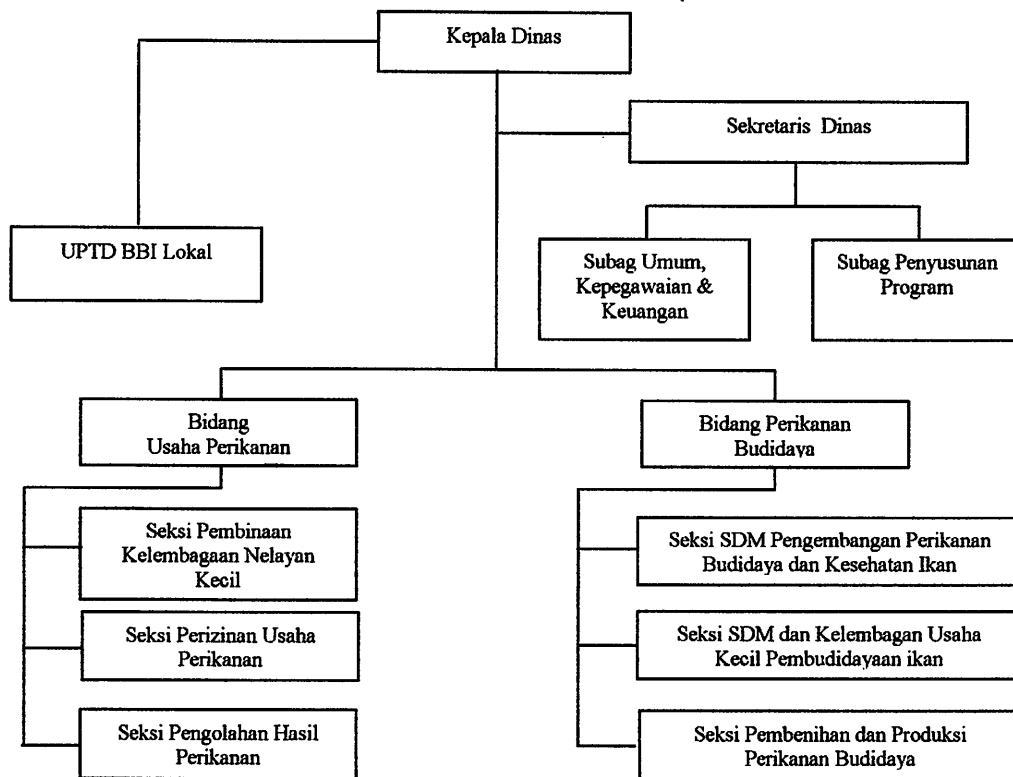 Kepala Dinas
Sekretaris Dinas
UPTD BBI Lokal
Subag Umum,
Kepegawaian &
Keuangan
Subag Penyusunan
Program
Bidang
Usaha Perikanan
Bidang Perikanan
Budidaya
Seksi Pembinaan
Kelembagaan Nelayan
Kecil
Seksi Perizinan Usaha
Perikanan
Seksi Pengolahan Hasil
Perikanan
Seksi SDM Pengembangan Perikanan
Budidaya dan Kesehatan Ikan
Seksi SDM dan Kelembagan Usaha
Kecil Pembudidayaan ikan
Seksi Pembenihan dan Produksi
Perikanan Budidaya